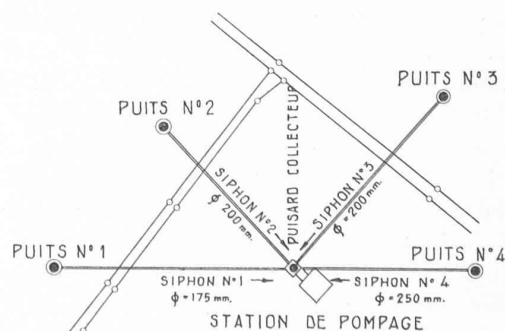 PUITS N° 3
PUITS N° 2
PUISARD COLLECTEUR
SIPHON N° 2
ϕ 200 mm.
SIPHON N° 3
ϕ = 200 mm.
PUITS N° 1
PUITS N° 4
SIPHON N° 1
ϕ = 175 mm.
SIPHON N° 4
ϕ = 250 mm.
STATION DE POMPAGE